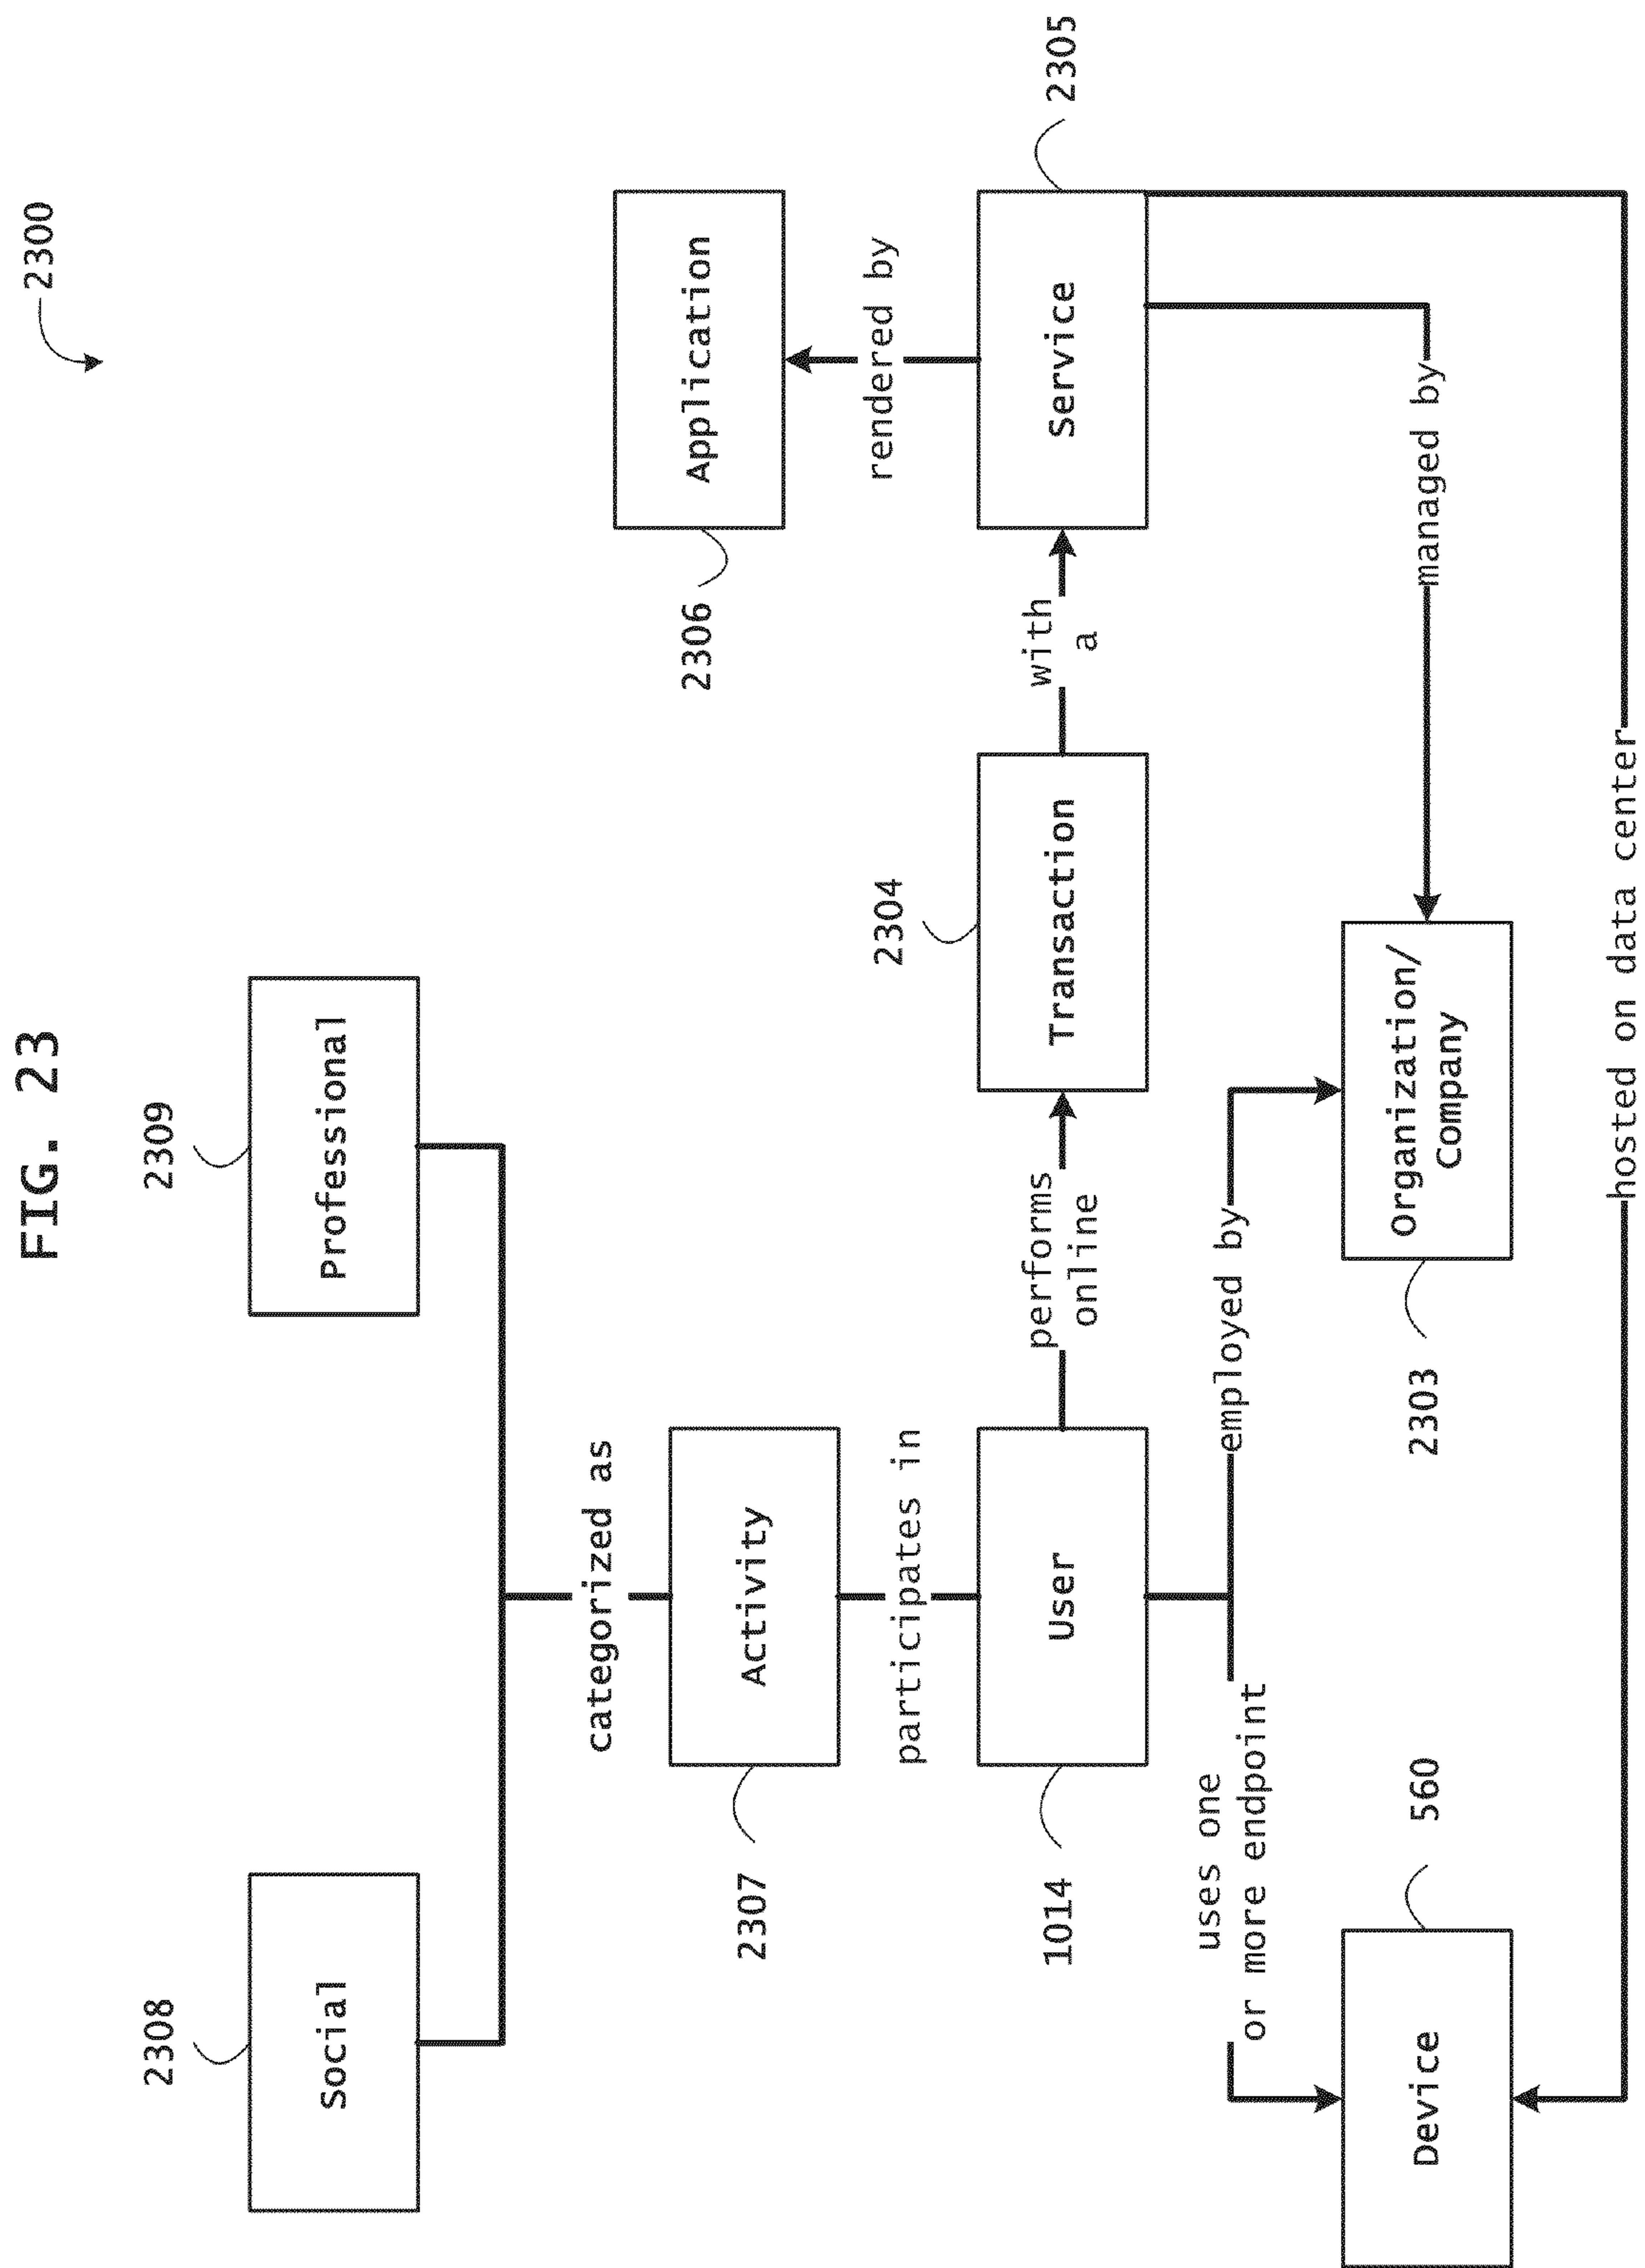 FIG. 23
2300
2308
2309
Social
Professional
categorized as
2306
Application
2307
Activity
rendered by
participates in
2304
2305
1014
User
performs
online
Transaction
with
a
Service
uses one
or more endpoint
employed by
managed by
560
Device
2303
Organization/
Company
hosted on data center